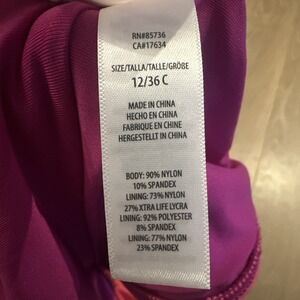 RN#85736
CA#17634
SIZE/TALLA/TALLE/GRÖßE
12/36 C
MADE IN CHINA
HECHO EN CHINA
FABRIQUE EN CHINE
HERGESTELLT IN CHINA
BODY: 90% NYLON
10% SPANDEX
LINING: 73% NYLON
27% XTRA LIFE LYCRA
LINING: 92% POLYESTER
8% SPANDEX
LINING: 77% NYLON
23% SPANDEX